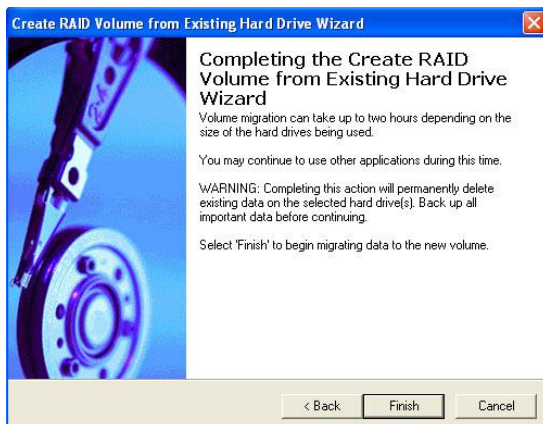 Create RAID Volume from Existing Hard Drive Wizard
Completing the Create RAID
Volume from Existing Hard Drive
Wizard
Volume migration can take up to two hours depending on the
size of the hard drives being used.
You may continue to use other applications during this time.
WARNING: Completing this action will permanently delete
existing data on the selected hard drive(s). Back up all
important data before continuing.
Select 'Finish' to begin migrating data to the new volume.
< Back Finish Cancel